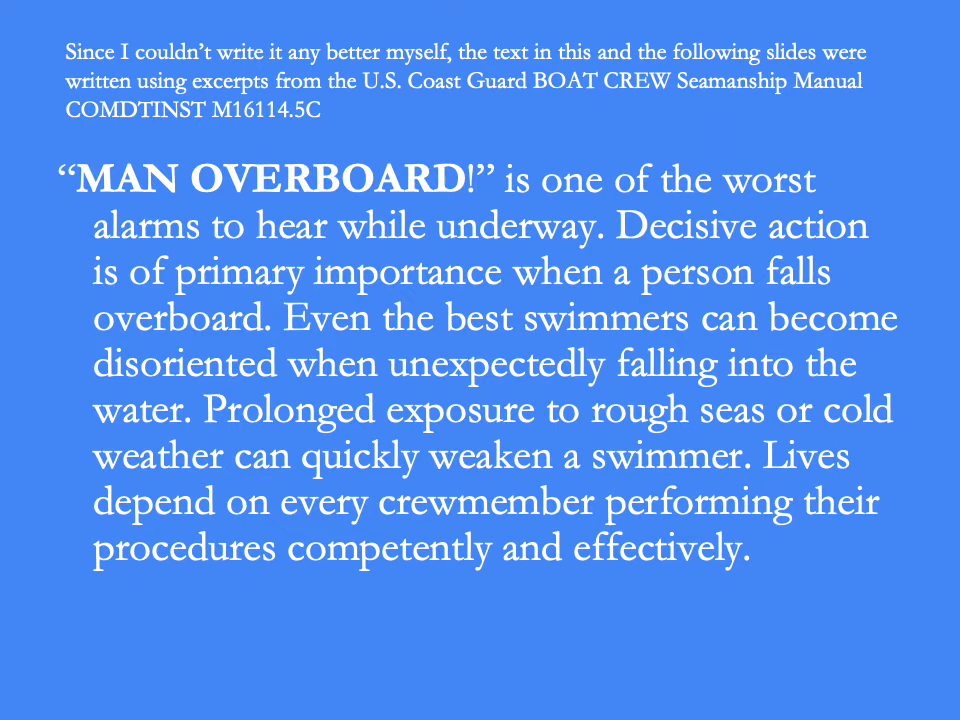 Since I couldn’t write it any better myself, the text in this and the following slides were
written using excerpts from the U.S. Coast Guard BOAT CREW Seamanship Manual
COMDTINST M16114.5C
“MAN OVERBOARD!” is one of the worst
alarms to hear while underway. Decisive action
is of primary importance when a person falls
overboard. Even the best swimmers can become
disoriented when unexpectedly falling into the
water. Prolonged exposure to rough seas or cold
weather can quickly weaken a swimmer. Lives
depend on every crewmember performing their
procedures competently and effectively.